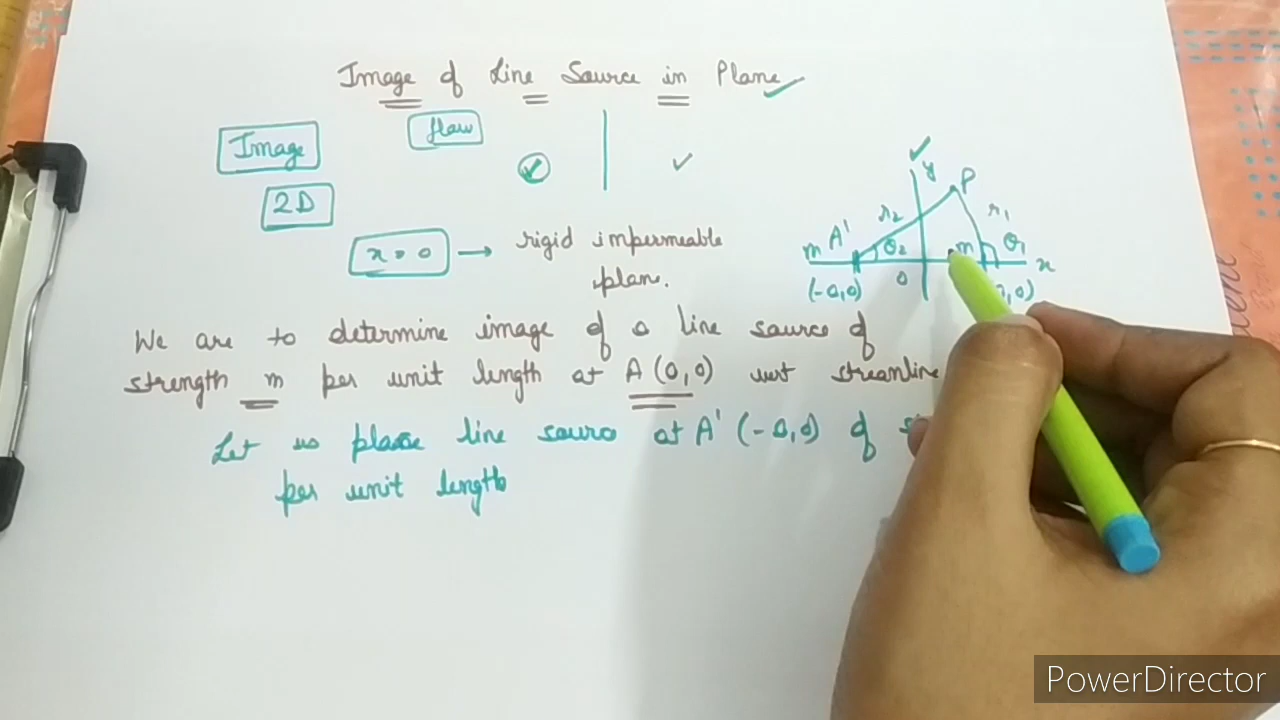 Image of Line Source in Plane
Image
flow
2D
x = 0 → rigid impermeable
plane.
y
P
r2
r1
m A'
θ2
m
θ1
x
(-a,0)
0
,0)
We are to determine image of a line source of
strength m per unit length at A (a,0) wrt streamline
Let us place line source at A' (-a,0) of
per unit length
PowerDirector